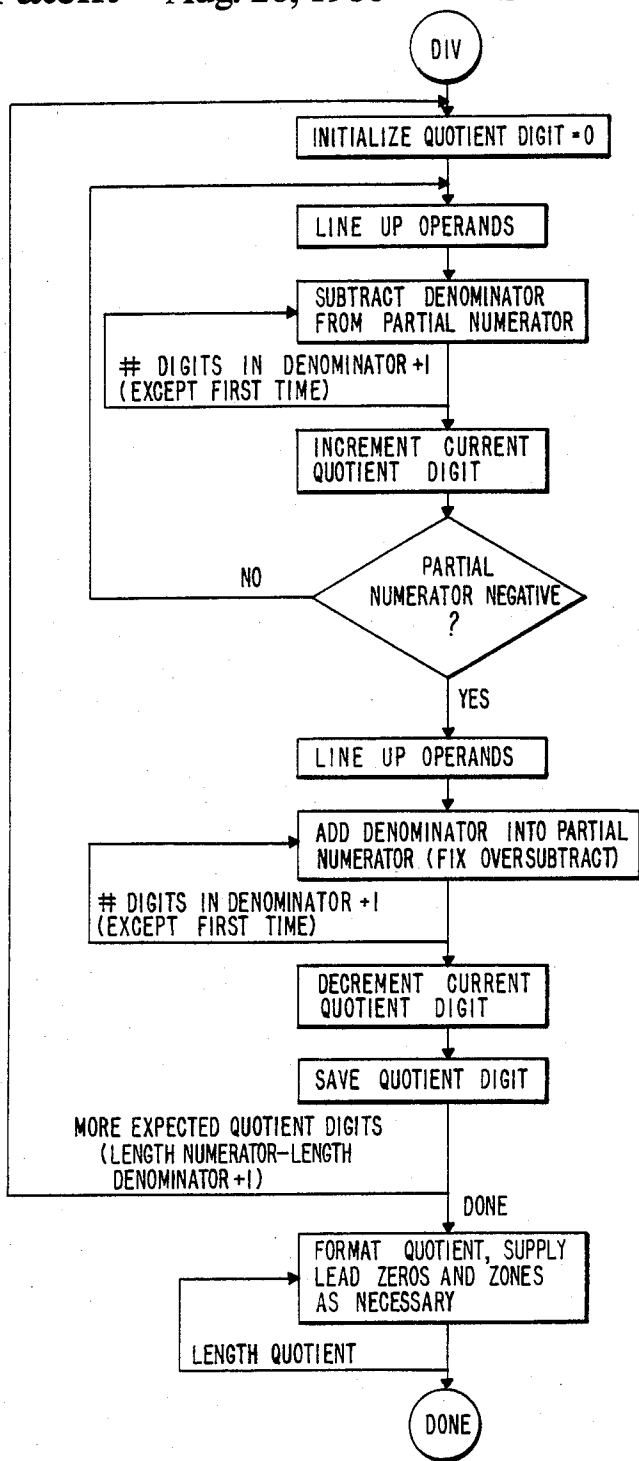 Aug. 26, 1986
DIV
INITIALIZE QUOTIENT DIGIT = 0
LINE UP OPERANDS
SUBTRACT DENOMINATOR
FROM PARTIAL NUMERATOR
# DIGITS IN DENOMINATOR +1
(EXCEPT FIRST TIME)
INCREMENT CURRENT
QUOTIENT DIGIT
NO
PARTIAL
NUMERATOR NEGATIVE
?
YES
LINE UP OPERANDS
ADD DENOMINATOR INTO PARTIAL
NUMERATOR (FIX OVERSUBTRACT)
# DIGITS IN DENOMINATOR +1
(EXCEPT FIRST TIME)
DECREMENT CURRENT
QUOTIENT DIGIT
SAVE QUOTIENT DIGIT
MORE EXPECTED QUOTIENT DIGITS
(LENGTH NUMERATOR-LENGTH
DENOMINATOR +1)
DONE
FORMAT QUOTIENT, SUPPLY
LEAD ZEROS AND ZONES
AS NECESSARY
LENGTH QUOTIENT
DONE